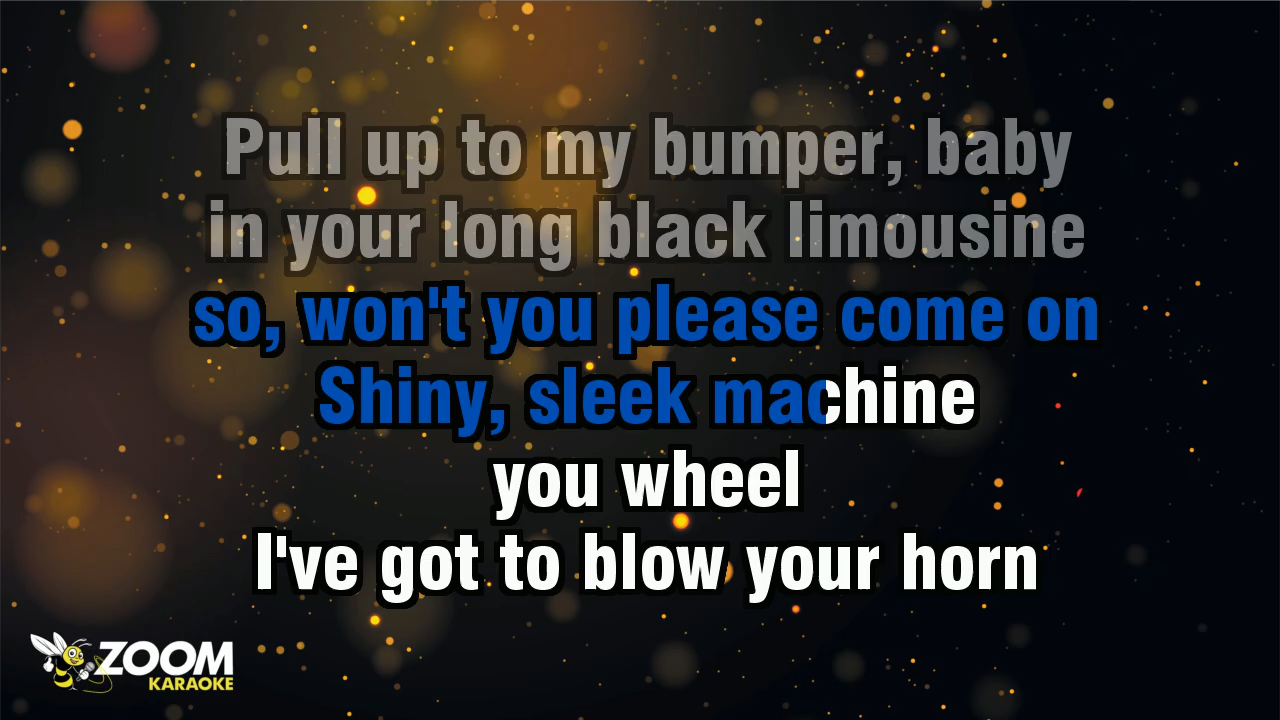 Pull up to my bumper, baby
in your long black limousine
so, won't you please come on
Shiny, sleek machine
you wheel
I've got to blow your horn
ZOOM
KARAOKE